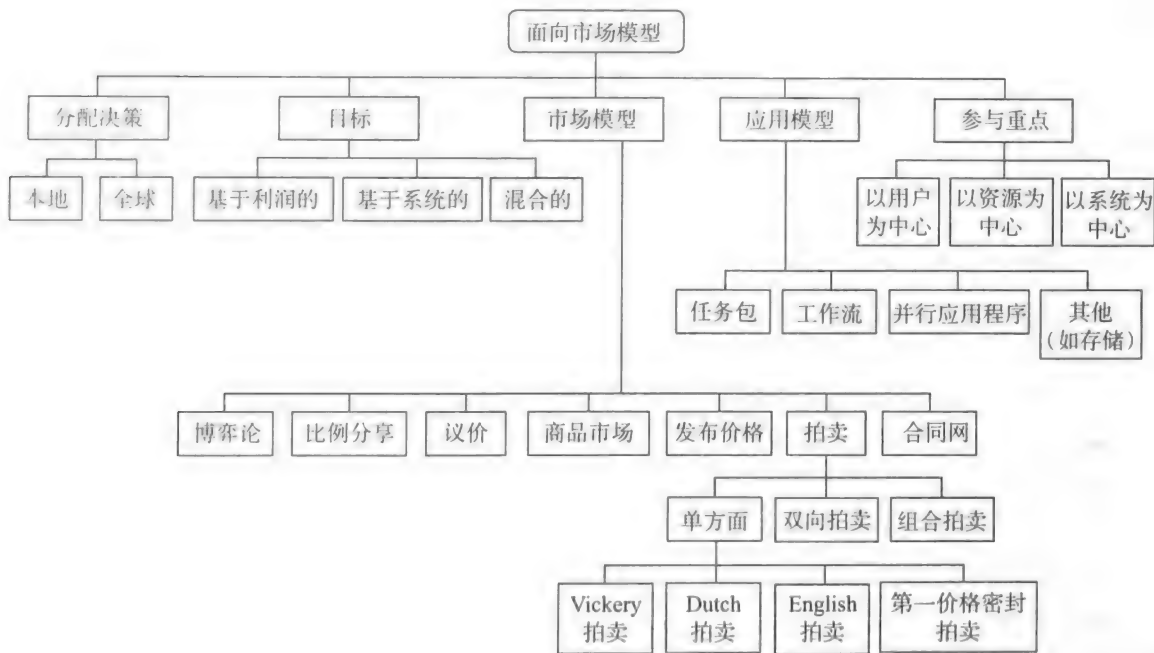 面向市场模型
分配决策
目标
市场模型
应用模型
参与重点
本地
全球
基于利润的
基于系统的
混合的
以用户
为中心
以资源为
中心
以系统为
中心
任务包
工作流
并行应用程序
其他
(如存储)
博弈论
比例分享
议价
商品市场
发布价格
拍卖
合同网
单方面
双向拍卖
组合拍卖
Vickery
拍卖
Dutch
拍卖
English
拍卖
第一价格密封
拍卖